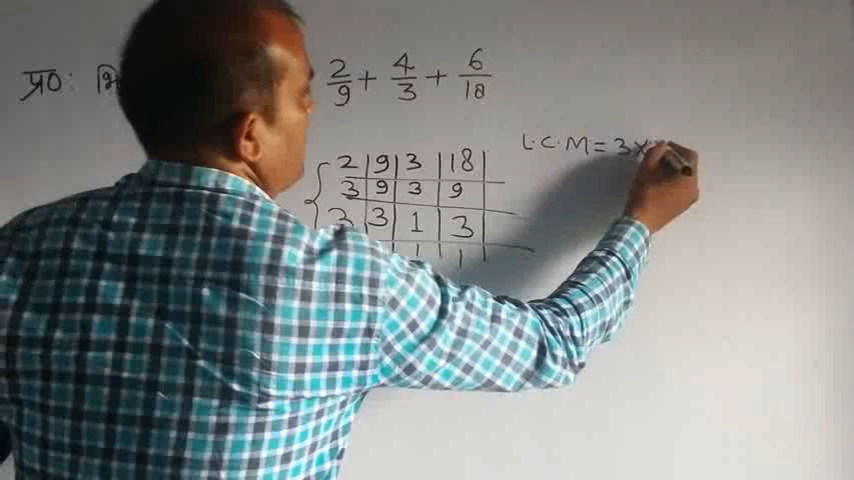 प्र०: भि 2/9 + 4/3 + 6/18
2 | 9 | 3 | 18 |
3 | 9 | 3 | 9 |
3 | 3 | 1 | 3 |
1 1
L.C.M = 3 ×